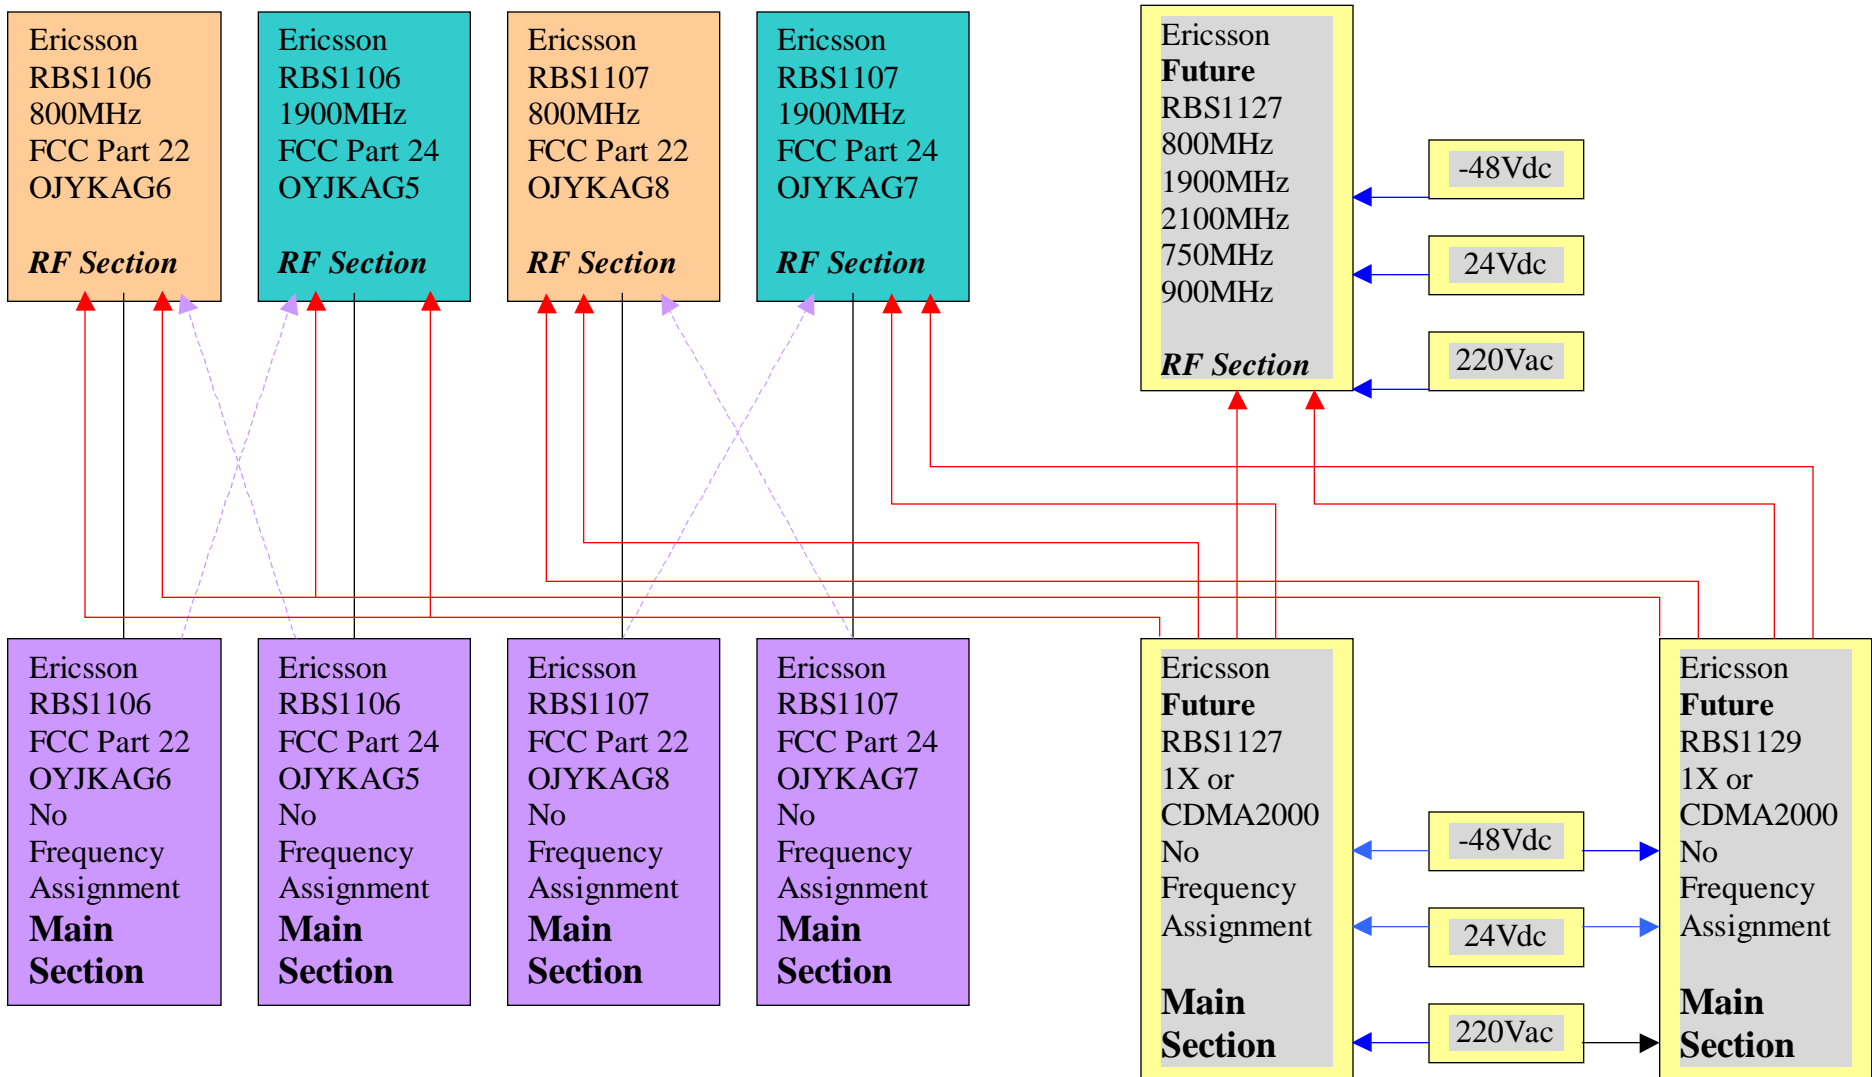 Ericsson
RBS1106
800MHz
FCC Part 22
OJYKAG6
RF Section
Ericsson
RBS1106
1900MHz
FCC Part 24
OYJKAG5
RF Section
Ericsson
RBS1107
800MHz
FCC Part 22
OJYKAG8
RF Section
Ericsson
RBS1107
1900MHz
FCC Part 24
OJYKAG7
RF Section
Ericsson
Future
RBS1127
800MHz
1900MHz
2100MHz
750MHz
900MHz
RF Section
-48Vdc
24Vdc
220Vac
Ericsson
RBS1106
FCC Part 22
OYJKAG6
No
Frequency
Assignment
Main
Section
Ericsson
RBS1106
FCC Part 24
OJYKAG5
No
Frequency
Assignment
Main
Section
Ericsson
RBS1107
FCC Part 22
OJYKAG8
No
Frequency
Assignment
Main
Section
Ericsson
RBS1107
FCC Part 24
OJYKAG7
No
Frequency
Assignment
Main
Section
Ericsson
Future
RBS1127
1X or
CDMA2000
No
Frequency
Assignment
Main
Section
-48Vdc
24Vdc
220Vac
Ericsson
Future
RBS1129
1X or
CDMA2000
No
Frequency
Assignment
Main
Section